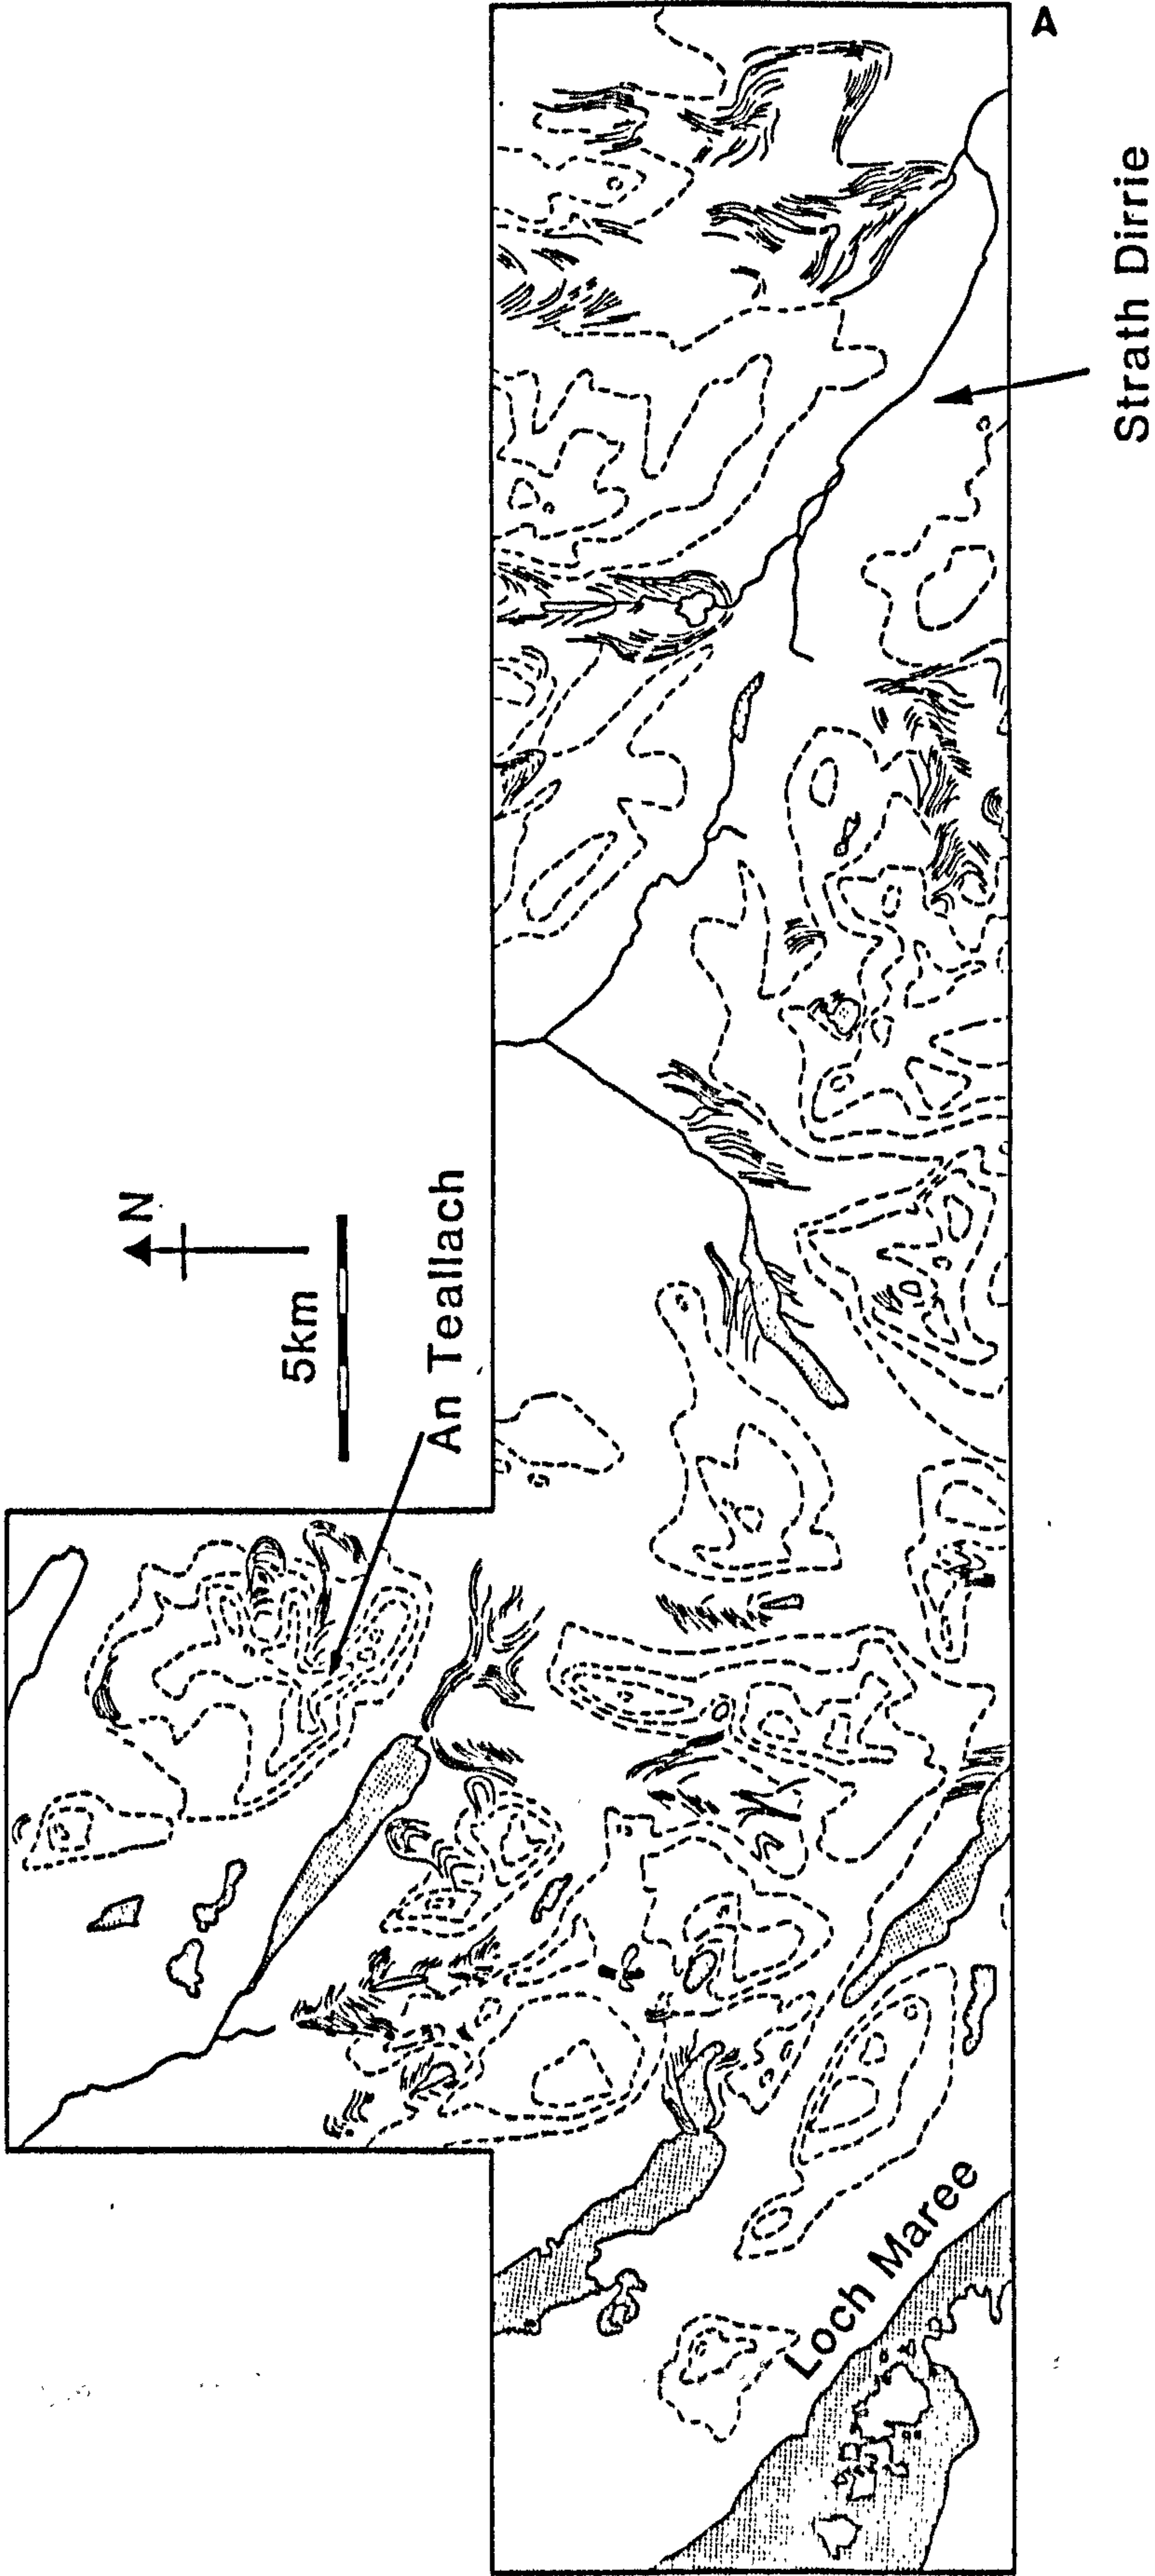 A
Strath Dirrie
N
5km
An Teallach
Loch Maree